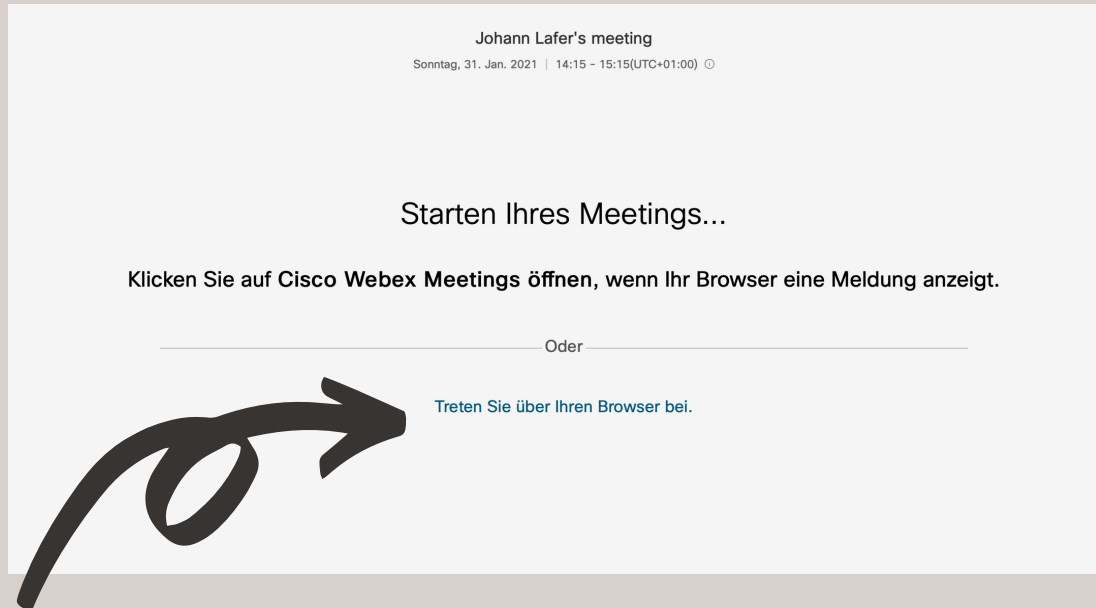 Johann Lafer's meeting
Sonntag, 31. Jan. 2021 | 14:15 - 15:15(UTC+01:00)
Starten Ihres Meetings...
Klicken Sie auf Cisco Webex Meetings öffnen, wenn Ihr Browser eine Meldung anzeigt.
Oder
Treten Sie über Ihren Browser bei.